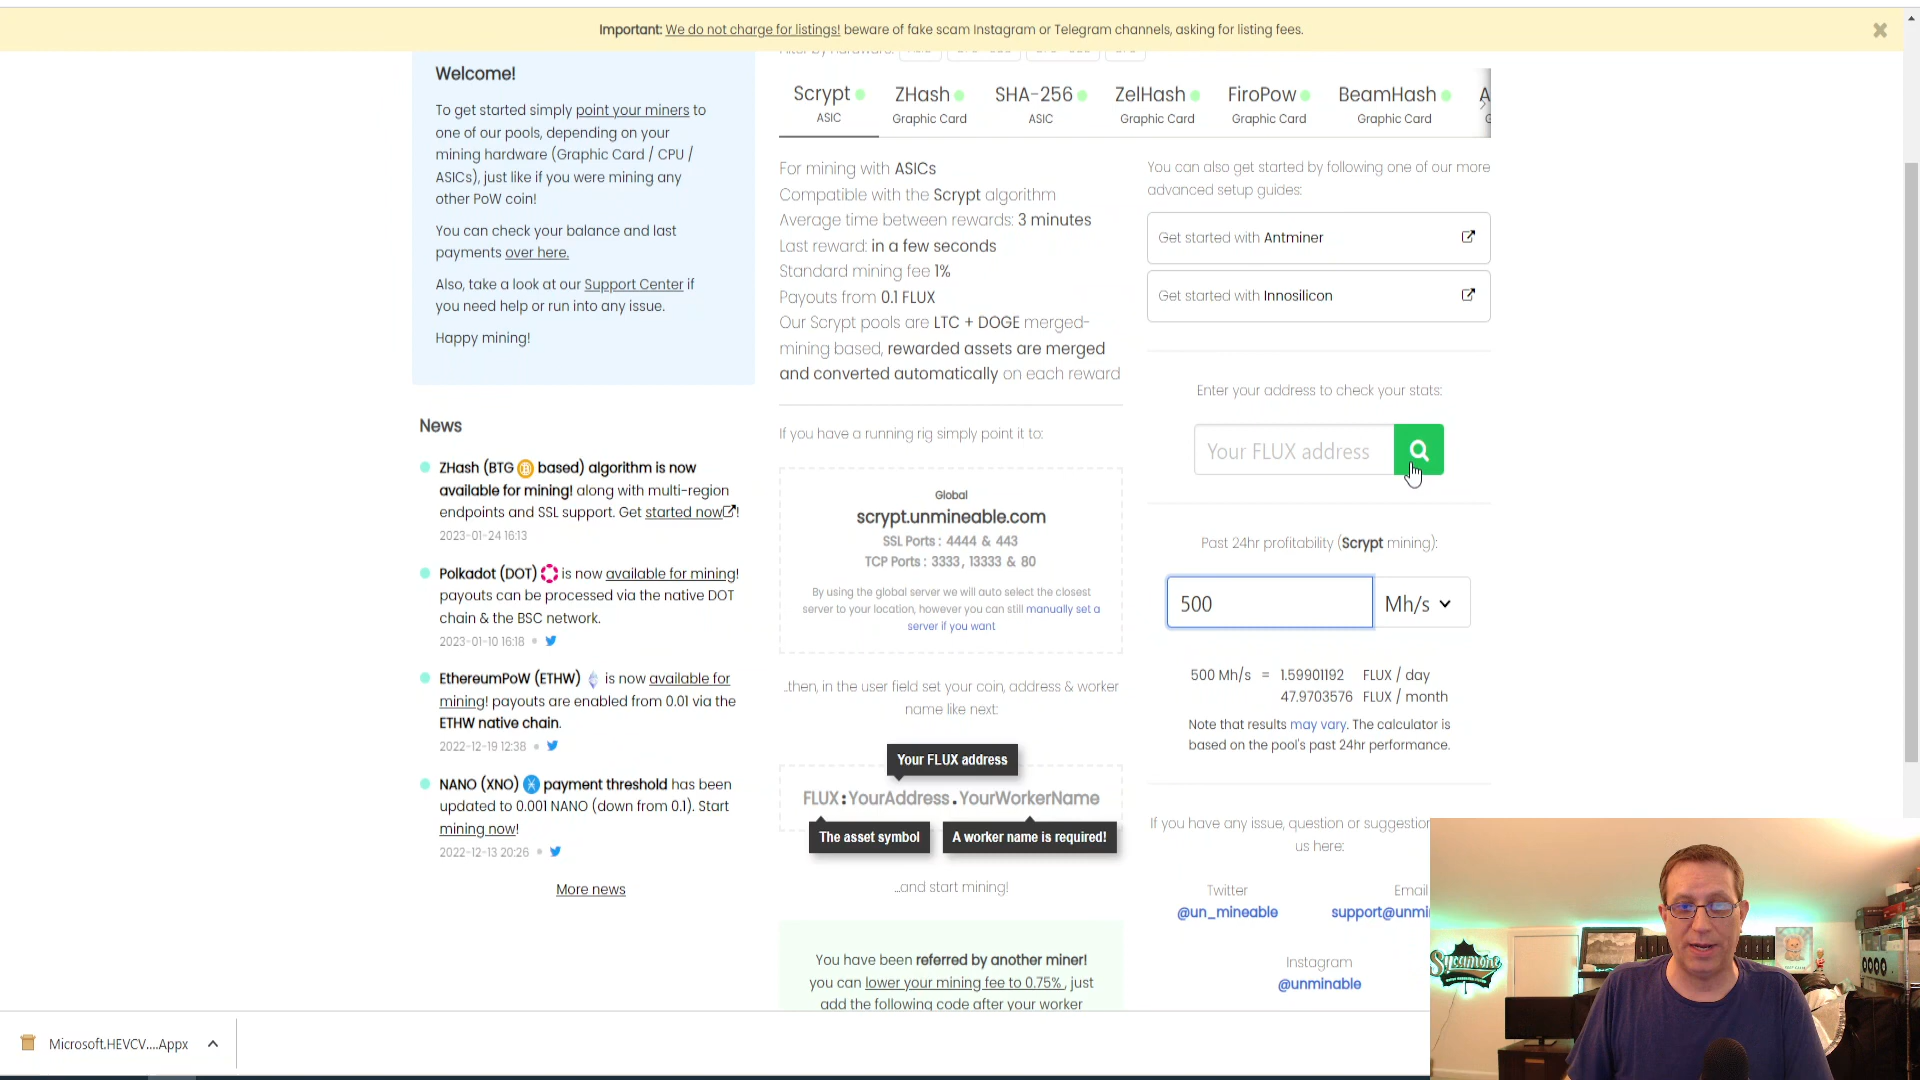 Important: We do not charge for listings! beware of fake scam Instagram or Telegram channels, asking for listing fees.
Welcome!
To get started simply point your miners to
one of our pools, depending on your
mining hardware (Graphic Card / CPU /
ASICs), just like if you were mining any
other PoW coin!
You can check your balance and last
payments over here.
Also, take a look at our Support Center if
you need help or run into any issue.
Happy mining!
News
ZHash (BTG based) algorithm is now
available for mining! along with multi-region
endpoints and SSL support. Get started now!
2023-01-24 16:13
Polkadot (DOT) is now available for mining!
payouts can be processed via the native DOT
chain & the BSC network.
2023-01-10 16:18
EthereumPoW (ETHW) is now available for
mining! payouts are enabled from 0.01 via the
ETHW native chain.
2022-12-19 12:38
NANO (XNO) payment threshold has been
updated to 0.001 NANO (down from 0.1). Start
mining now!
2022-12-13 20:26
More news
Scrypt ZHash SHA-256 ZelHash FiroPow BeamHash
ASIC Graphic Card ASIC Graphic Card Graphic Card Graphic Card
For mining with ASICs
Compatible with the Scrypt algorithm
Average time between rewards: 3 minutes
Last reward: in a few seconds
Standard mining fee 1%
Payouts from 0.1 FLUX
Our Scrypt pools are LTC + DOGE merged-
mining based, rewarded assets are merged
and converted automatically on each reward
If you have a running rig simply point it to:
Global
scrypt.unmineable.com
SSL Ports : 4444 & 443
TCP Ports : 3333, 13333 & 80
By using the global server we will auto select the closest
server to your location, however you can still manually set a
server if you want
..then, in the user field set your coin, address & worker
name like next:
Your FLUX address
FLUX:YourAddress.YourWorkerName
The asset symbol
A worker name is required!
...and start mining!
You have been referred by another miner!
you can lower your mining fee to 0.75%, just
add the following code after your worker
You can also get started by following one of our more
advanced setup guides:
Get started with Antminer
Get started with Innosilicon
Enter your address to check your stats:
Your FLUX address
Past 24hr profitability (Scrypt mining):
500 Mh/s
500 Mh/s = 1.59901192 FLUX / day
47.9703576 FLUX / month
Note that results may vary. The calculator is
based on the pool's past 24hr performance.
If you have any issue, question or suggestion
us here:
Twitter
@un_mineable
Email
support@unmi
Instagram
@unminable
Sycamore
Microsoft.HEVCV....Appx